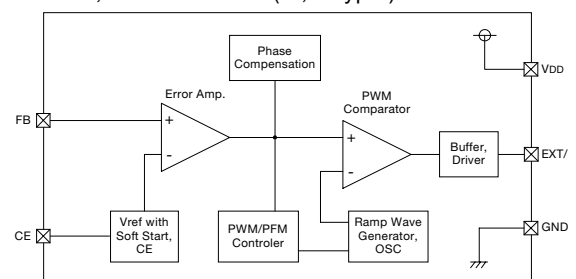 Phase
Compensation
Error Amp.
PWM
Comparator
VDD
FB
+
-
+
-
Buffer,
Driver
EXT/
Vref with
Soft Start,
CE
PWM/PFM
Controler
Ramp Wave
Generator,
OSC
CE
GND